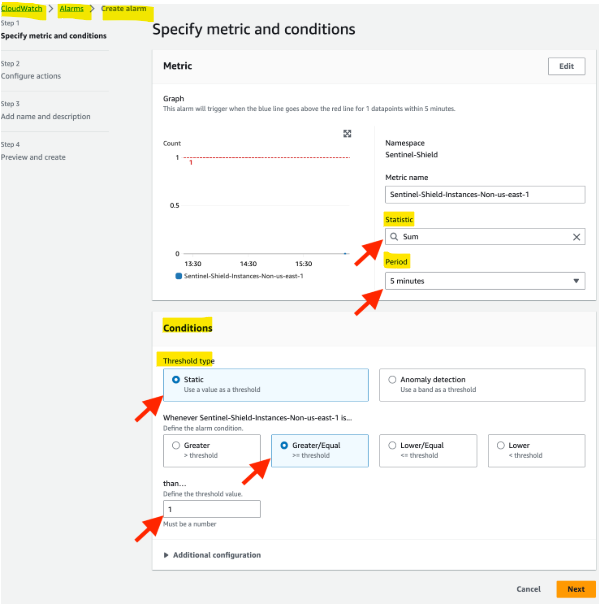 CloudWatch > Alarms > Create alarm
Step 1
Specify metric and conditions
Step 2
Configure actions
Step 3
Add name and description
Step 4
Preview and create
Specify metric and conditions
Metric
Edit
Graph
This alarm will trigger when the blue line goes above the red line for 1 datapoints within 5 minutes.
Count
1
1
0.5
0
13:30 14:30 15:30
Sentinel-Shield-Instances-Non-us-east-1
Namespace
Sentinel-Shield
Metric name
Sentinel-Shield-Instances-Non-us-east-1
Statistic
Sum
Period
5 minutes
Conditions
Threshold type
Static
Use a value as a threshold
Anomaly detection
Use a band as a threshold
Whenever Sentinel-Shield-Instances-Non-us-east-1 is...
Define the alarm condition.
Greater
> threshold
Greater/Equal
>= threshold
Lower/Equal
<= threshold
Lower
< threshold
than...
Define the threshold value.
1
Must be a number
Additional configuration
Cancel Next